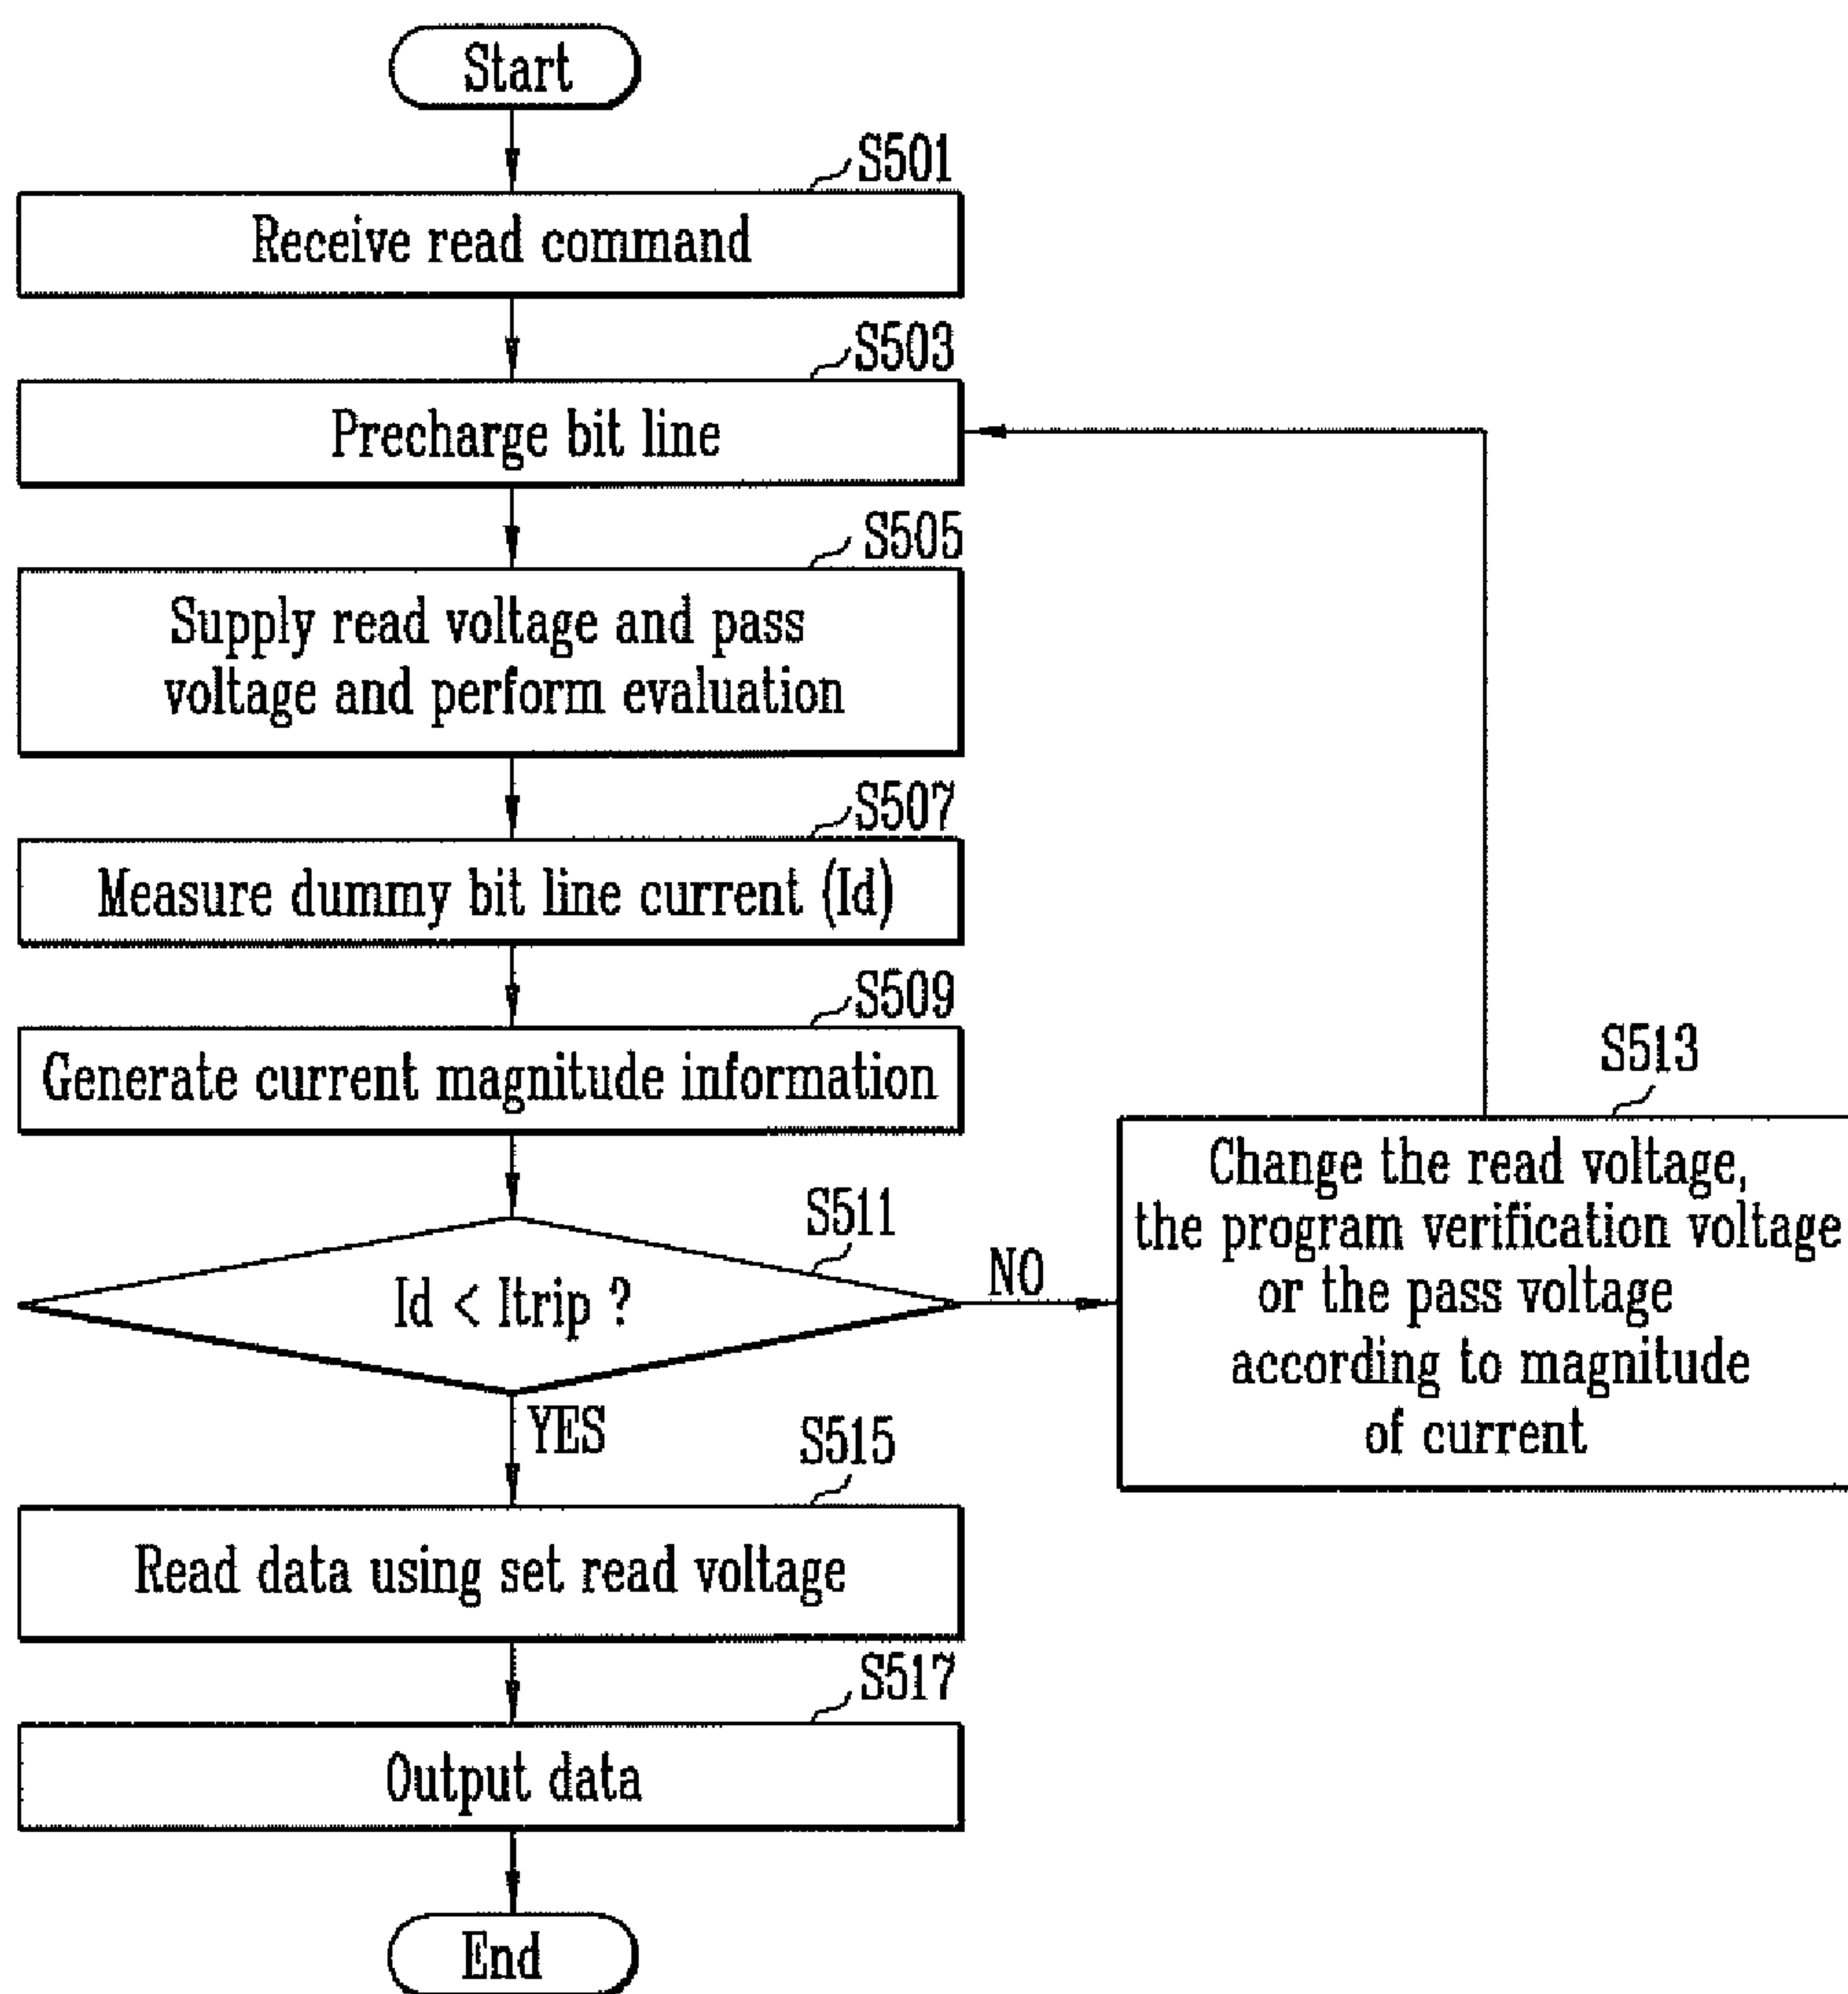 Start
S501
Receive read command
S503
Precharge bit line
S505
Supply read voltage and pass
voltage and perform evaluation
S507
Measure dummy bit line current (Id)
S509
Generate current magnitude information
S511
Id < Itrip ?
NO
S513
Change the read voltage,
the program verification voltage
or the pass voltage
according to magnitude
of current
YES
S515
Read data using set read voltage
S517
Output data
End